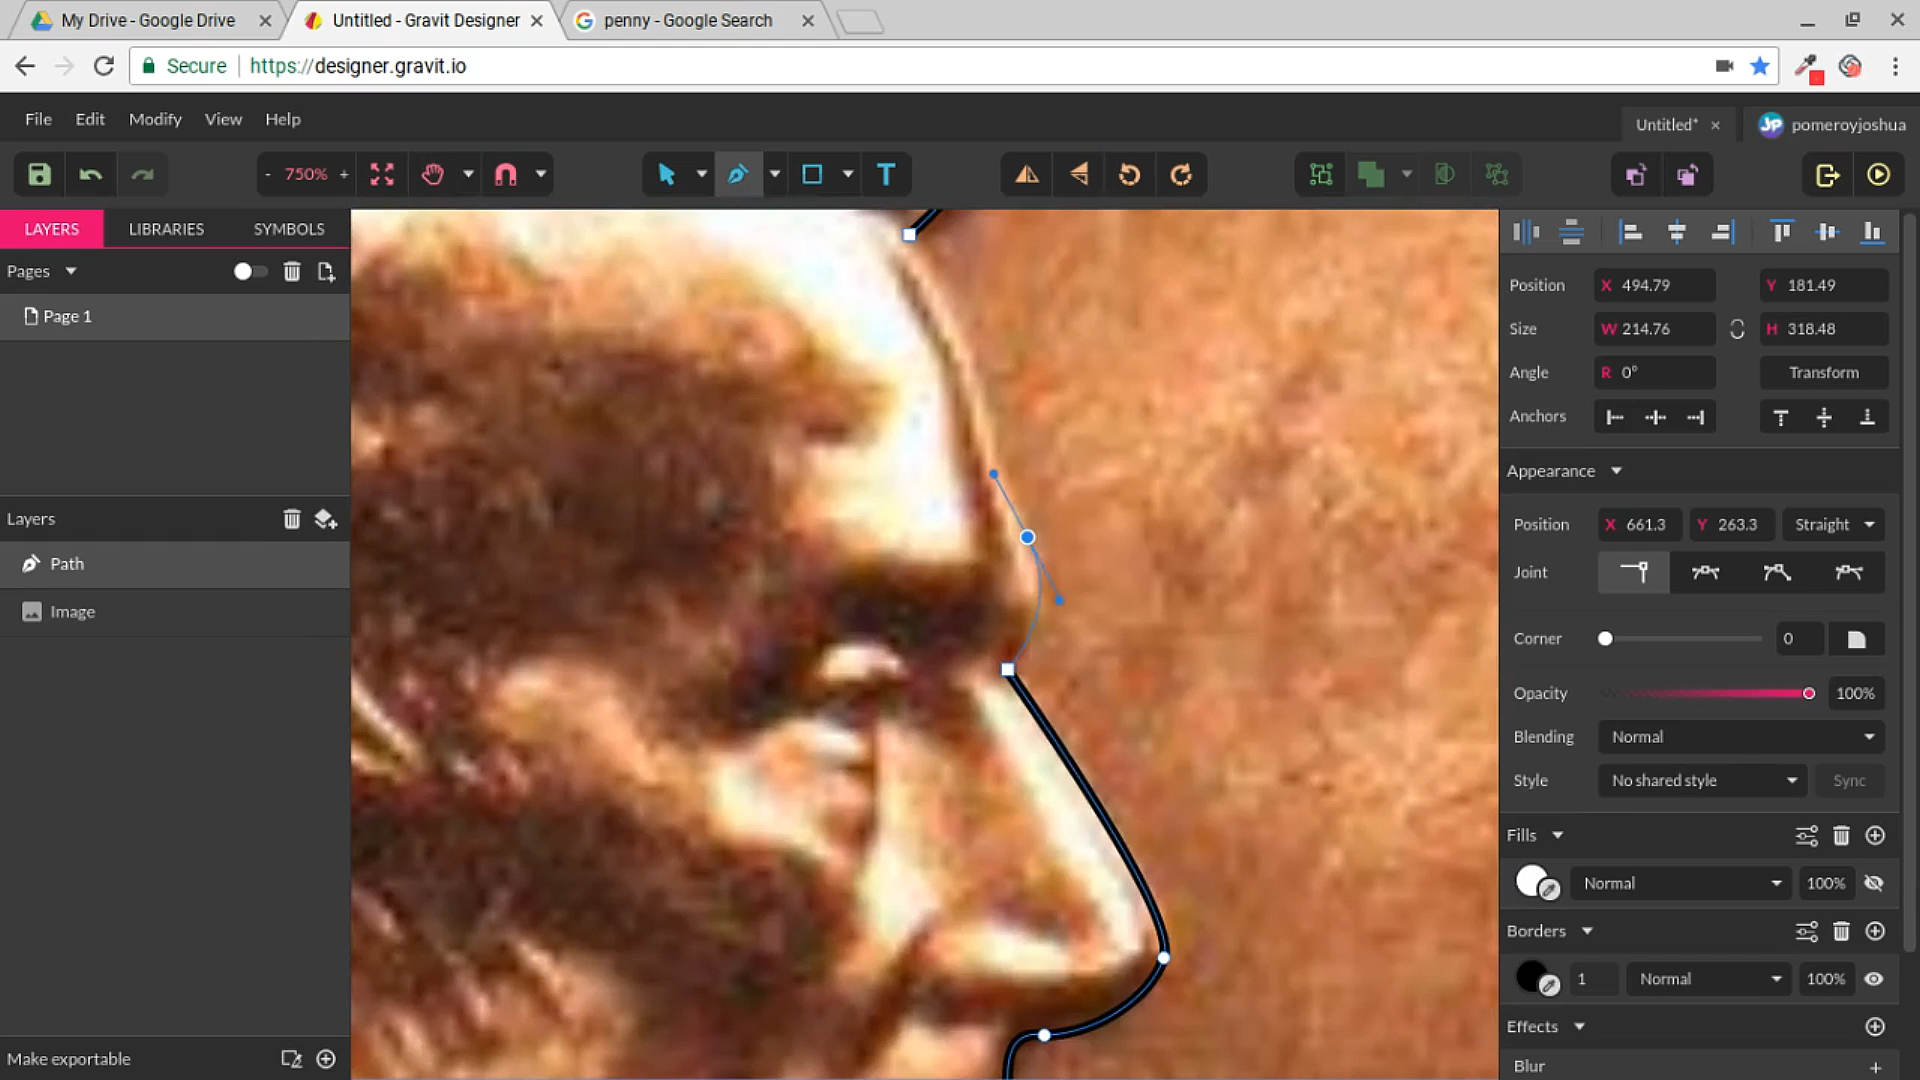 My Drive - Google Drive
Untitled - Gravit Designer
penny - Google Search
Secure
https://designer.gravit.io
File
Edit
Modify
View
Help
Untitled*
JP
pomeroyjoshua
- 750% +
T
LAYERS
LIBRARIES
SYMBOLS
Pages
Page 1
Layers
Path
Image
Make exportable
Position
X 494.79
Y 181.49
Size
W 214.76
H 318.48
Angle
R 0°
Transform
Anchors
Appearance
Position
X 661.3
Y 263.3
Straight
Joint
Corner
0
Opacity
100%
Blending
Normal
Style
No shared style
Sync
Fills
Normal
100%
Borders
1
Normal
100%
Effects
Blur
+